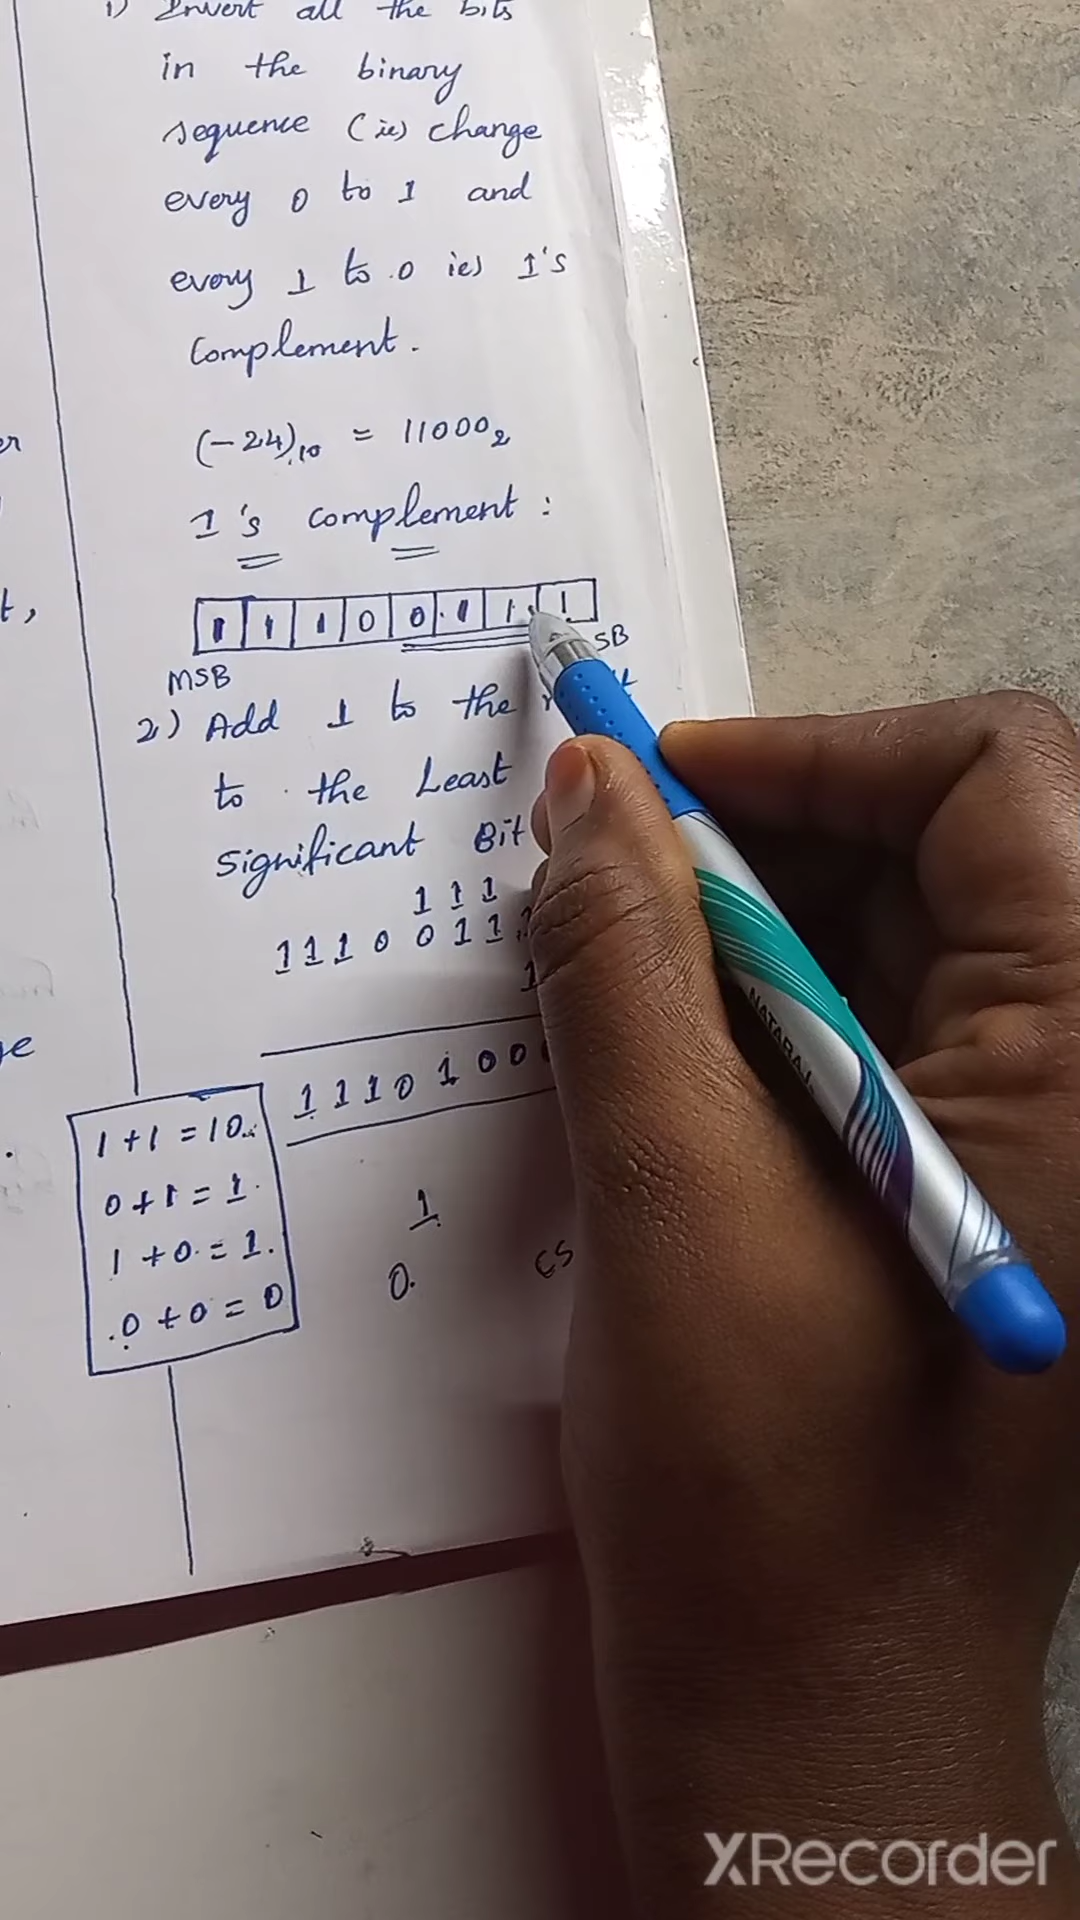 1) Invert all the bits
in the binary
sequence (ie) change
every 0 to 1 and
every 1 to 0 ie) 1's
complement.
(-24)10 = 11000₂
1's complement :
1 1 1 0 0 1 1 1
MSB SB
2) Add 1 to the
to the Least
Significant Bit
1 1 1
1 1 1 0 0 1 1 1
1
1 1 1 0 1 0 0 0
1+1 = 10
0+1 = 1
1+0 = 1.
0+0 = 0
1
0.
CS
NATARAJ
XRecorder